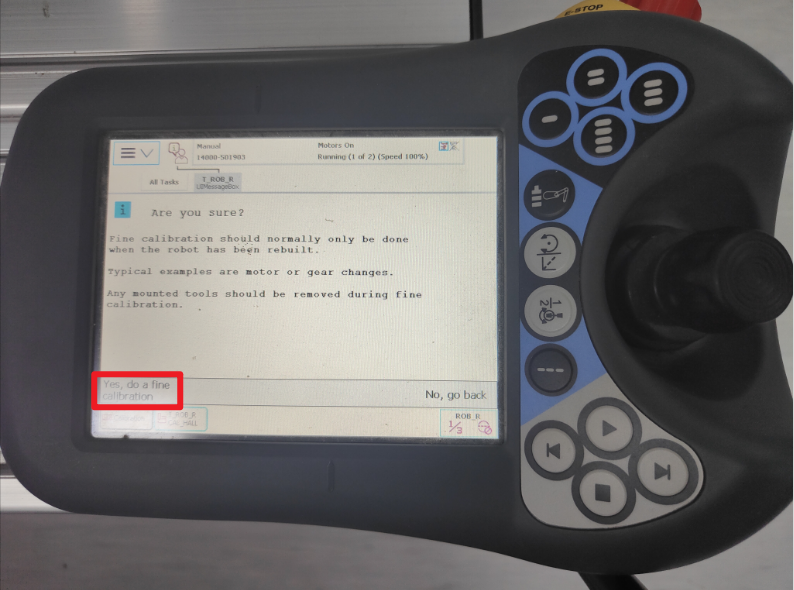 E-STOP
Manual
14000-501903
Motors On
Running (1 of 2) (Speed 100%)
All Tasks
T_ROB_R
UIMessageBox
i
Are you sure?
Fine calibration should normally only be done
when the robot has been rebuilt.
Typical examples are motor or gear changes.
Any mounted tools should be removed during fine
calibration.
Yes, do a fine
calibration
No, go back
T_ROB_R
ROB_R
1/3
1/2